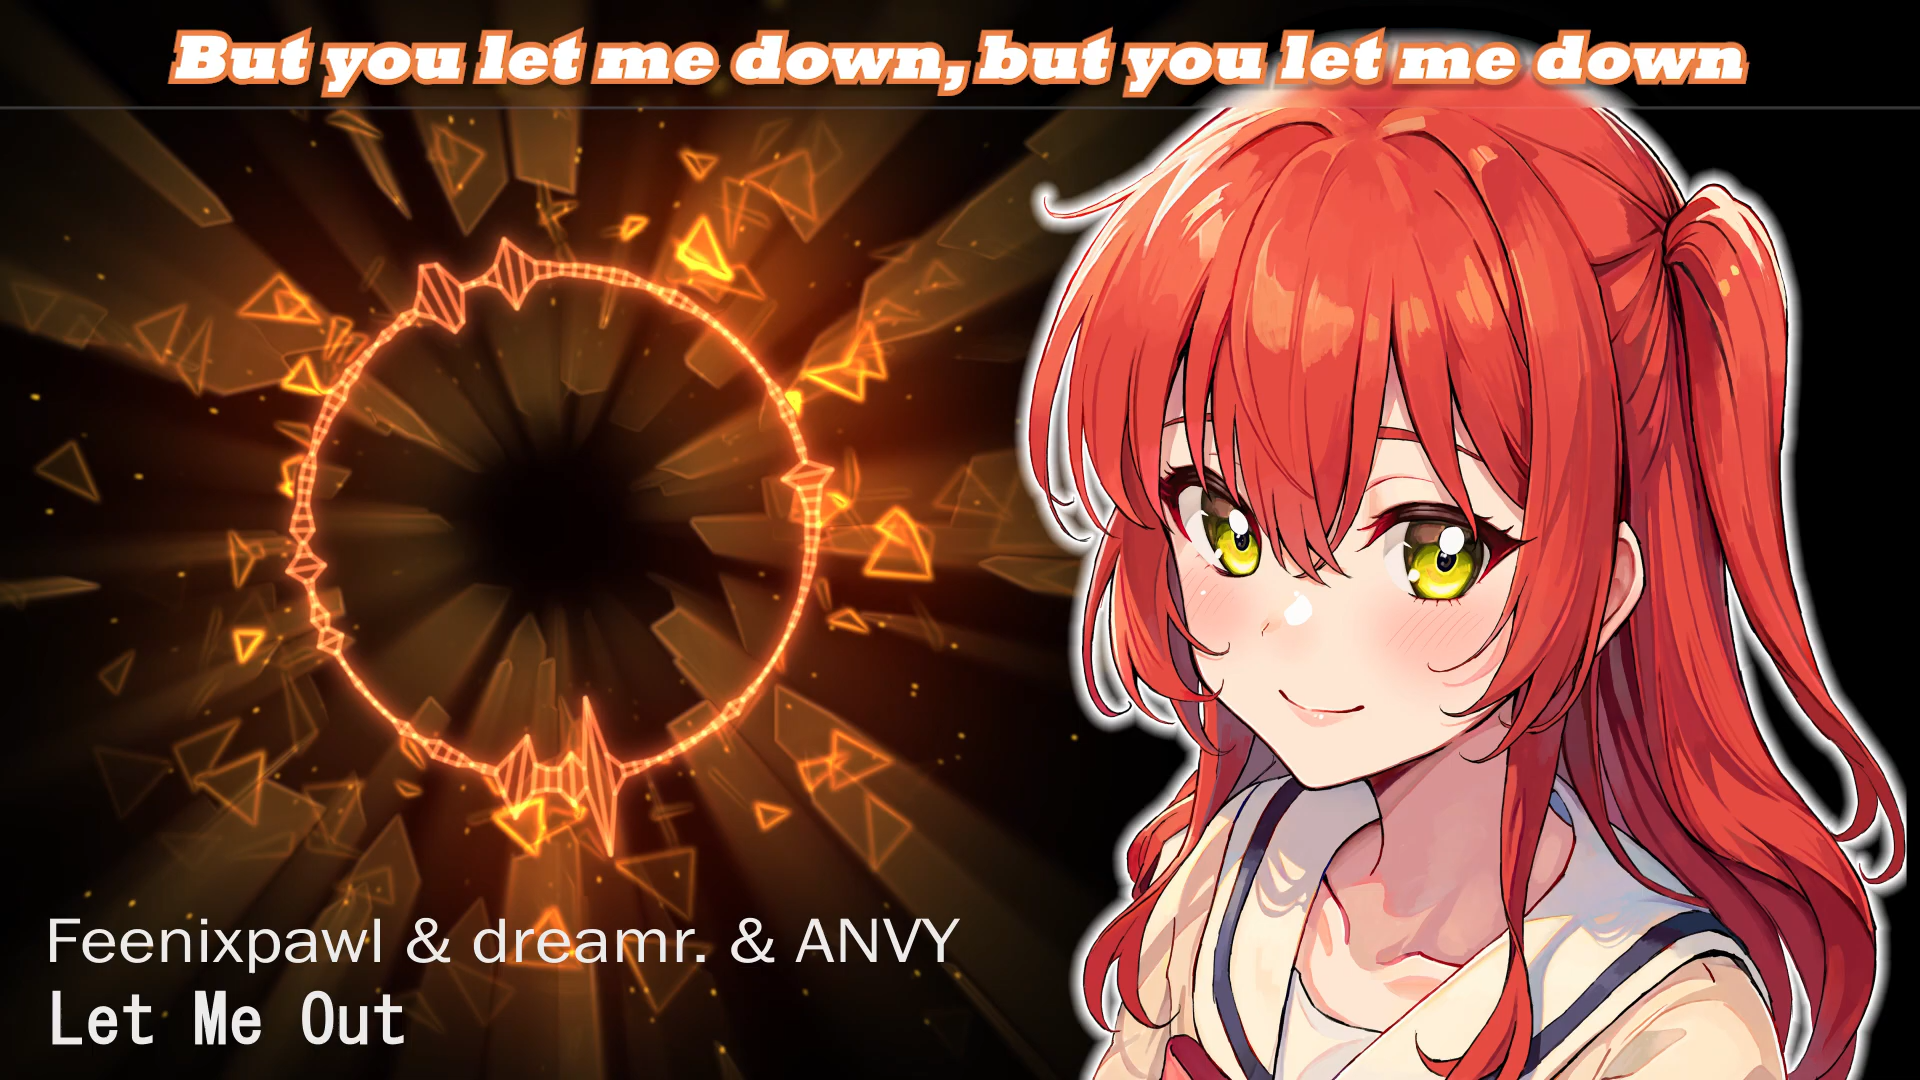 But you let me down, but you let me down
Feenixpawl & dreamr. & ANVY
Let Me Out